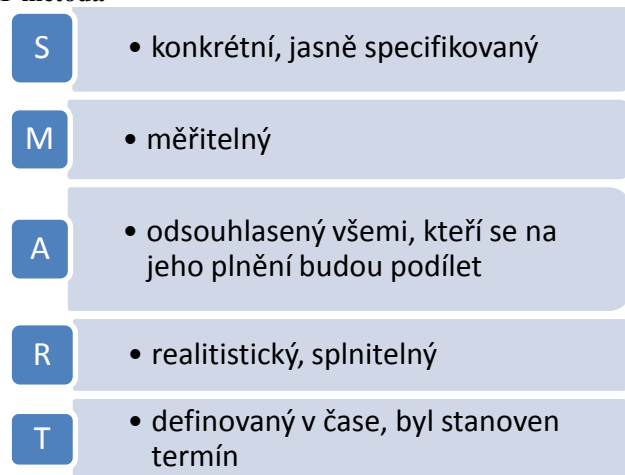 metoda
S
• konkrétní, jasně specifikovaný
M
• měřitelný
A
• odsouhlasený všemi, kteří se na
jeho plnění budou podílet
R
• realitistický, splnitelný
T
• definovaný v čase, byl stanoven
termín